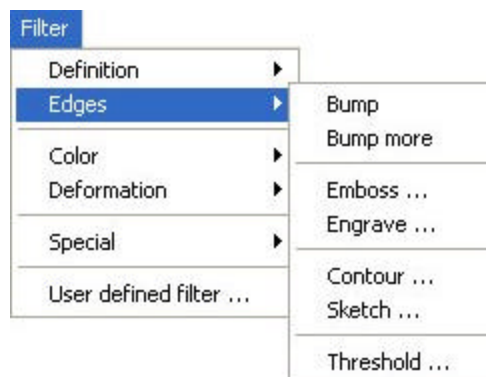 Filter
Definition
Edges
Color
Deformation
Special
User defined filter ...
Bump
Bump more
Emboss ...
Engrave ...
Contour ...
Sketch ...
Threshold ...